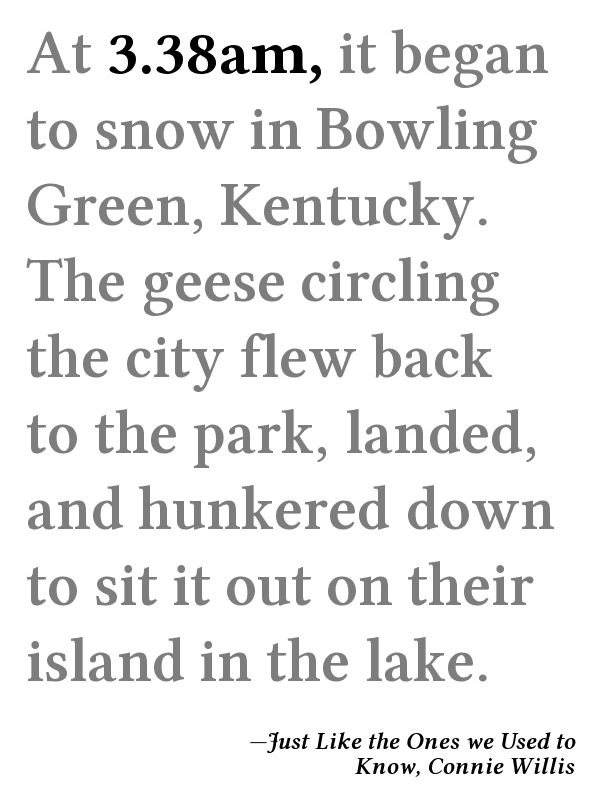 At 3.38am, it began
to snow in Bowling
Green, Kentucky.
The geese circling
the city flew back
to the park, landed,
and hunkered down
to sit it out on their
island in the lake.
—Just Like the Ones we Used to
Know, Connie Willis